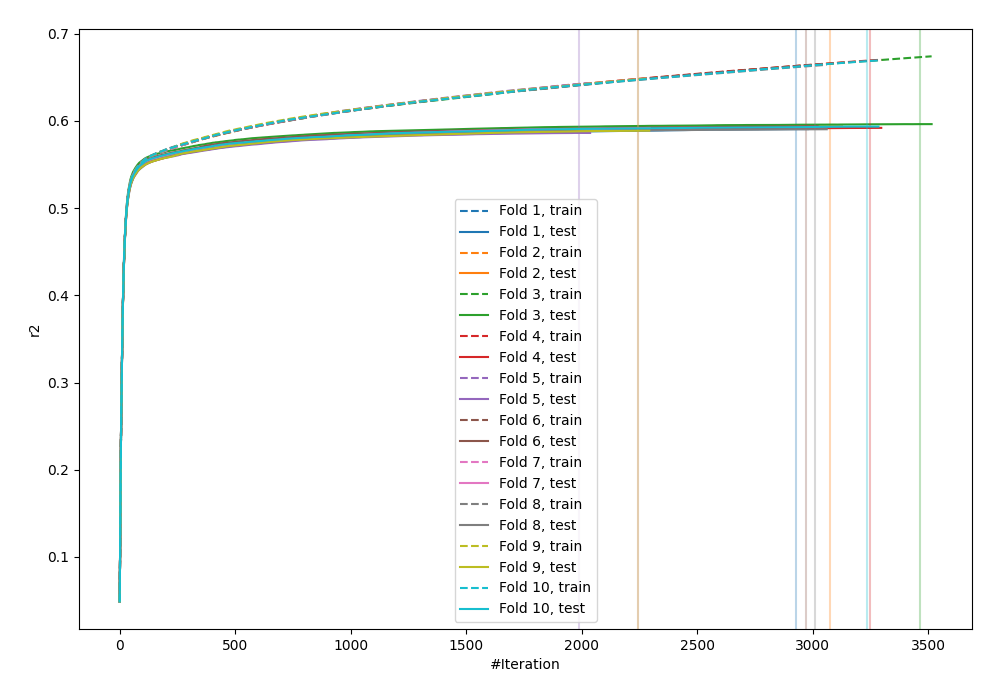 0.7
0.6
0.5
0.4
0.3
0.2
0.1
r2
Fold 1, train
Fold 1, test
Fold 2, train
Fold 2, test
Fold 3, train
Fold 3, test
Fold 4, train
Fold 4, test
Fold 5, train
Fold 5, test
Fold 6, train
Fold 6, test
Fold 7, train
Fold 7, test
Fold 8, train
Fold 8, test
Fold 9, train
Fold 9, test
Fold 10, train
Fold 10, test
0 500 1000 1500 2000 2500 3000 3500
#Iteration